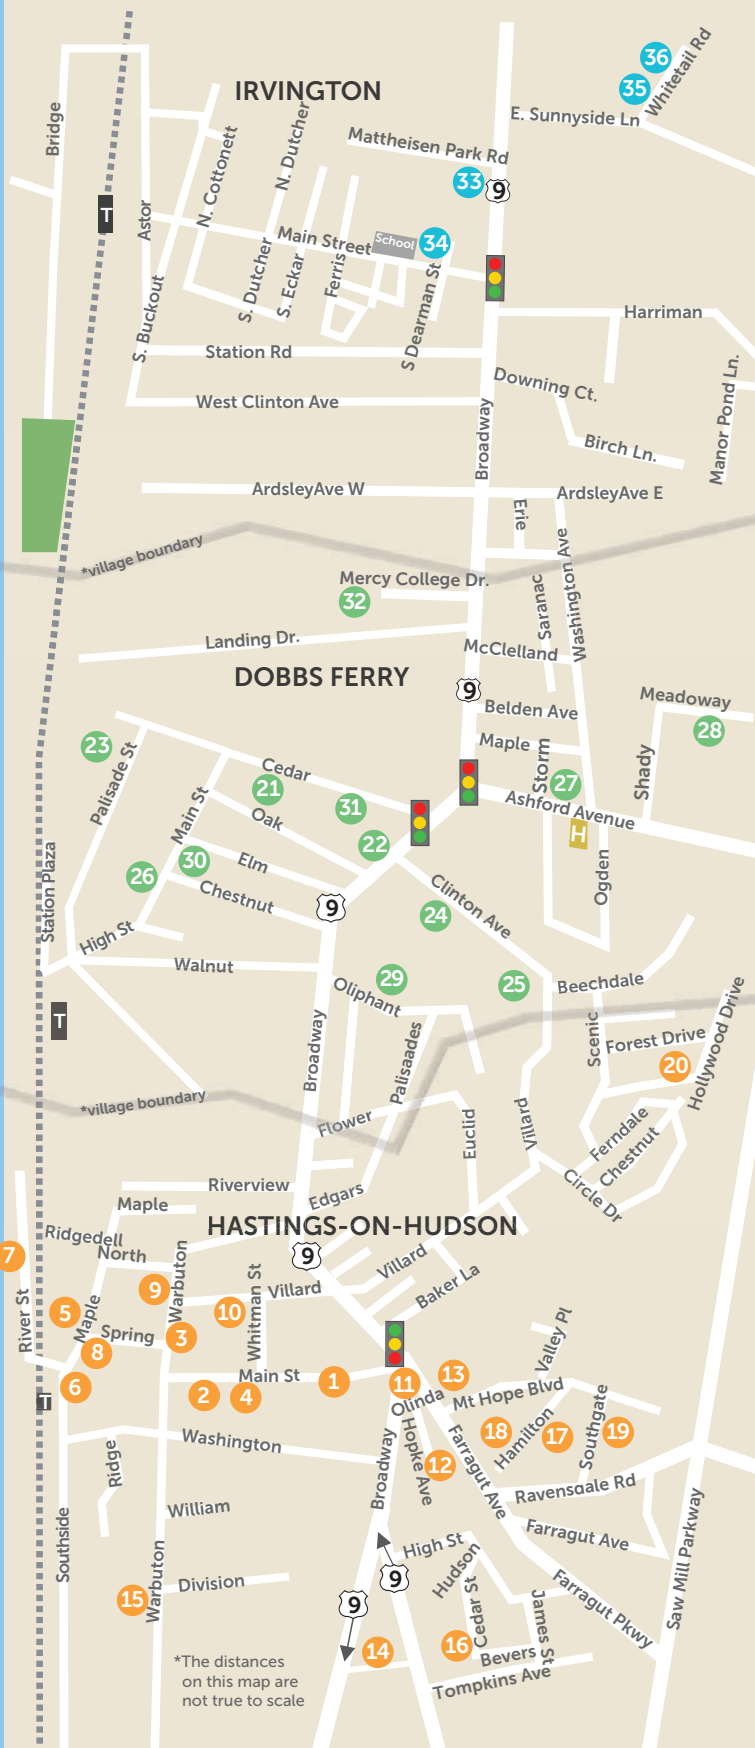 36
35
Whitetail Rd
IRVINGTON
Bridge
E. Sunnyside Ln
N. Cottonett
N. Dutcher
Mattheisen Park Rd
33
9
T
Astor
Main Street
School
34
S. Buckout
S. Dutcher
S. Eckar
Ferris
S Dearman St
Harriman
Station Rd
Manor Pond Ln.
Downing Ct.
West Clinton Ave
Broadway
Birch Ln.
ArdsleyAve W
ArdsleyAve E
Erie
*village boundary
Washington Ave
Mercy College Dr.
32
Saranac
Landing Dr.
McClelland
DOBBS FERRY
9
Meadoway
Belden Ave
28
23
Palisade St
Maple
Storm
Shady
Cedar
27
21
Main St
31
Oak
Ashford Avenue
H
22
30
Elm
26
Chestnut
Station Plaza
Ogden
9
Clinton Ave
24
High St
Walnut
29
25
Oliphant
Beechdale
T
Broadway
Palisaades
Scenic
Forest Drive
Hollywood Drive
20
*village boundary
Flower
Euclid
Villard
Ferndale
Chestnut
Riverview
Edgars
Circle Dr
Maple
HASTINGS-ON-HUDSON
Ridgedell
North
7
9
Warbuton
Villard
9
Whitman St
Villard
Baker La
River St
5
Maple
10
Spring
3
8
Valley Pl
Main St
1
13
6
2
4
11
Olinda
Mt Hope Blvd
T
Washington
18
Hamilton
17
Southgate
19
Hopke Ave
Farragut Ave
Ridge
12
Broadway
Ravensdale Rd
William
Farragut Ave
Southside
High St
Saw Mill Parkway
Warbuton
Division
Hudson
9
15
9
Cedar St
James St
Farragut Pkwy
14
16
Bevers
Tompkins Ave
*The distances
on this map are
not true to scale